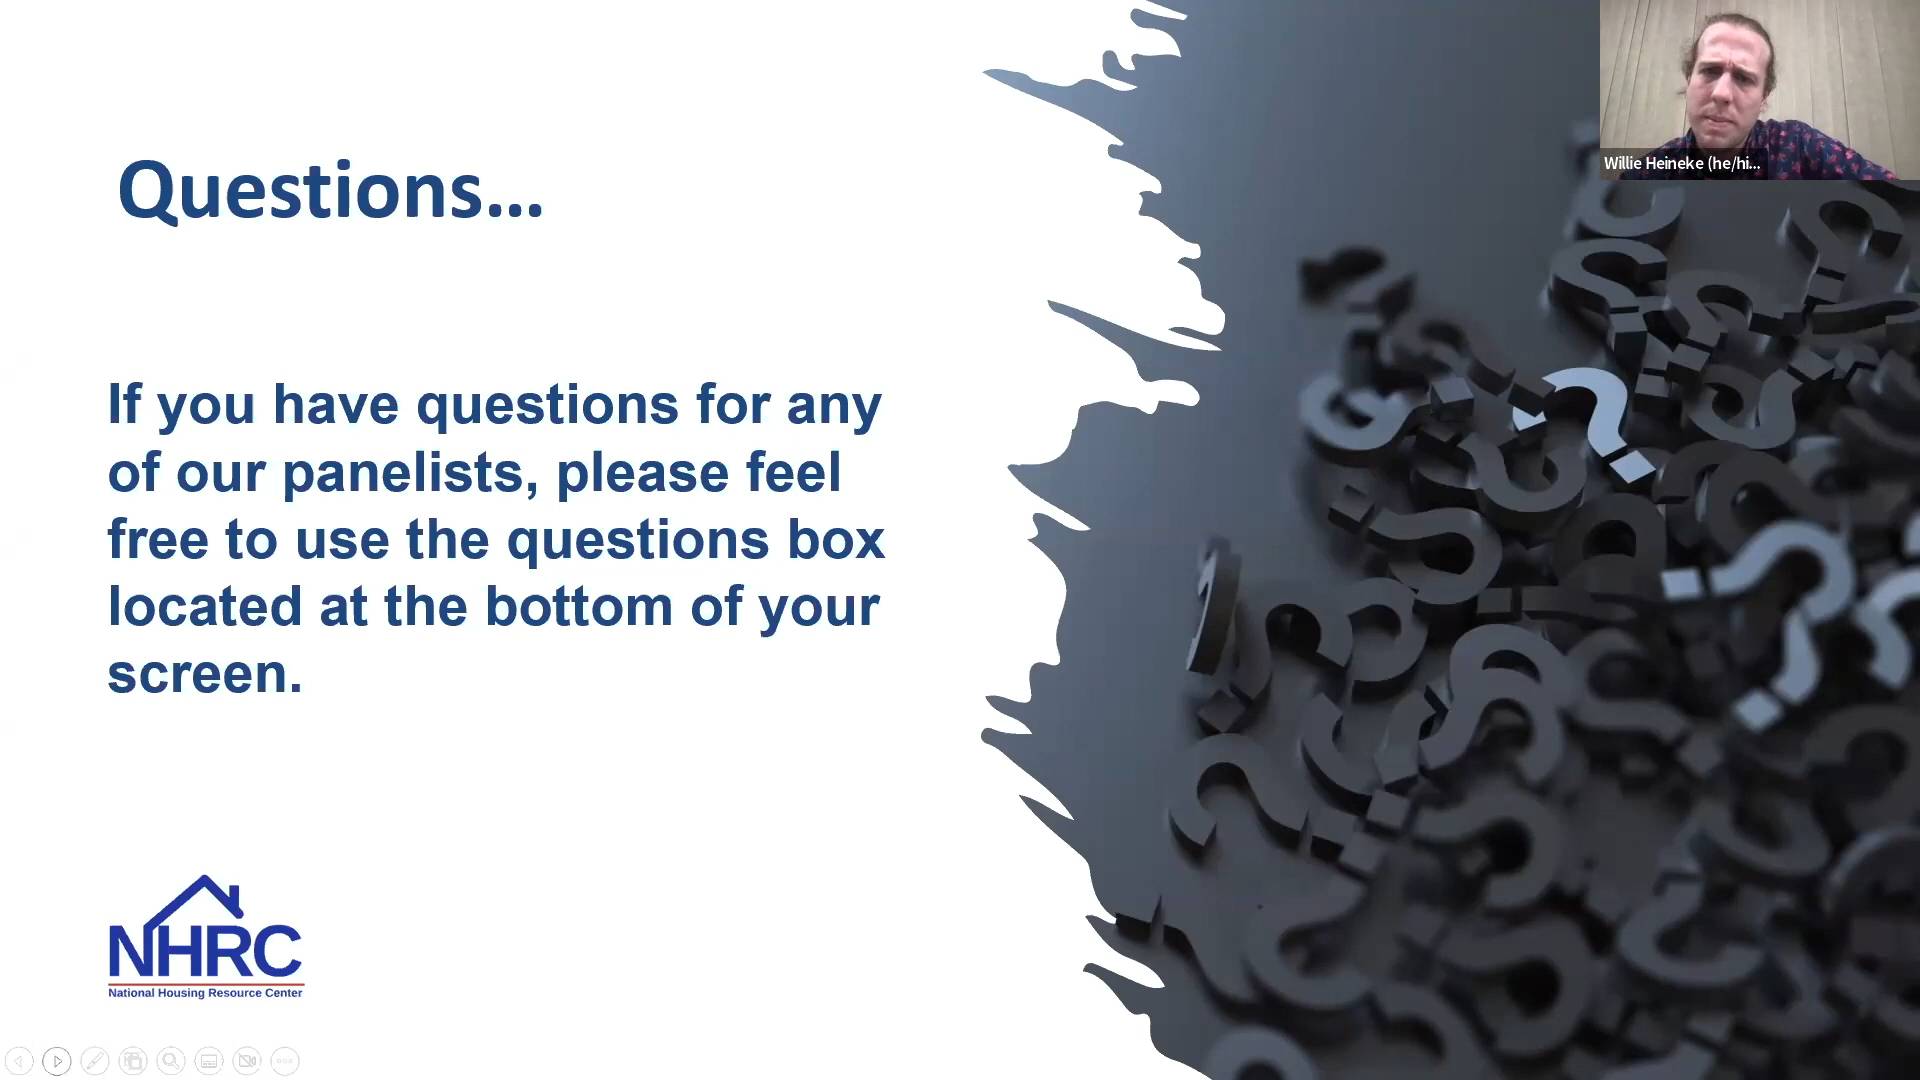 Willie Heineke (he/hi...
Questions...
If you have questions for any
of our panelists, please feel
free to use the questions box
located at the bottom of your
screen.
NHRC
National Housing Resource Center